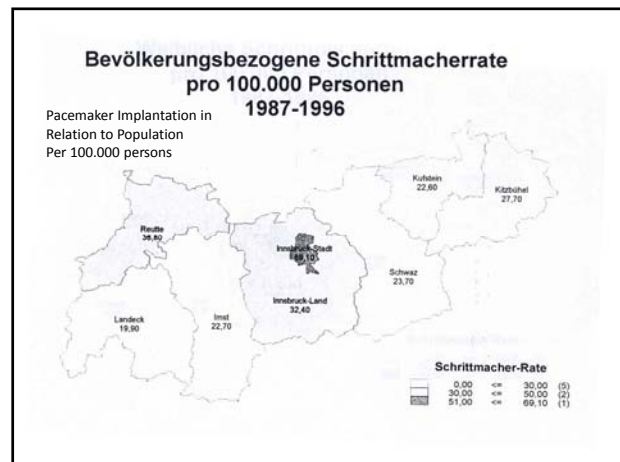 Bevölkerungsbezogene Schrittmacherrate
pro 100.000 Personen
1987-1996
Pacemaker Implantation in
Relation to Population
Per 100.000 persons
Kufstein
22,60
Kitzbühel
27,70
Reutte
Innsbruck-Stadt
69,10
Schwaz
23,70
Innsbruck-Land
32,40
Landeck
19,90
Imst
22,70
Schrittmacher-Rate
0,00 <= 30,00 (5)
30,00 <= 50,00 (2)
51,00 <= 69,10 (1)